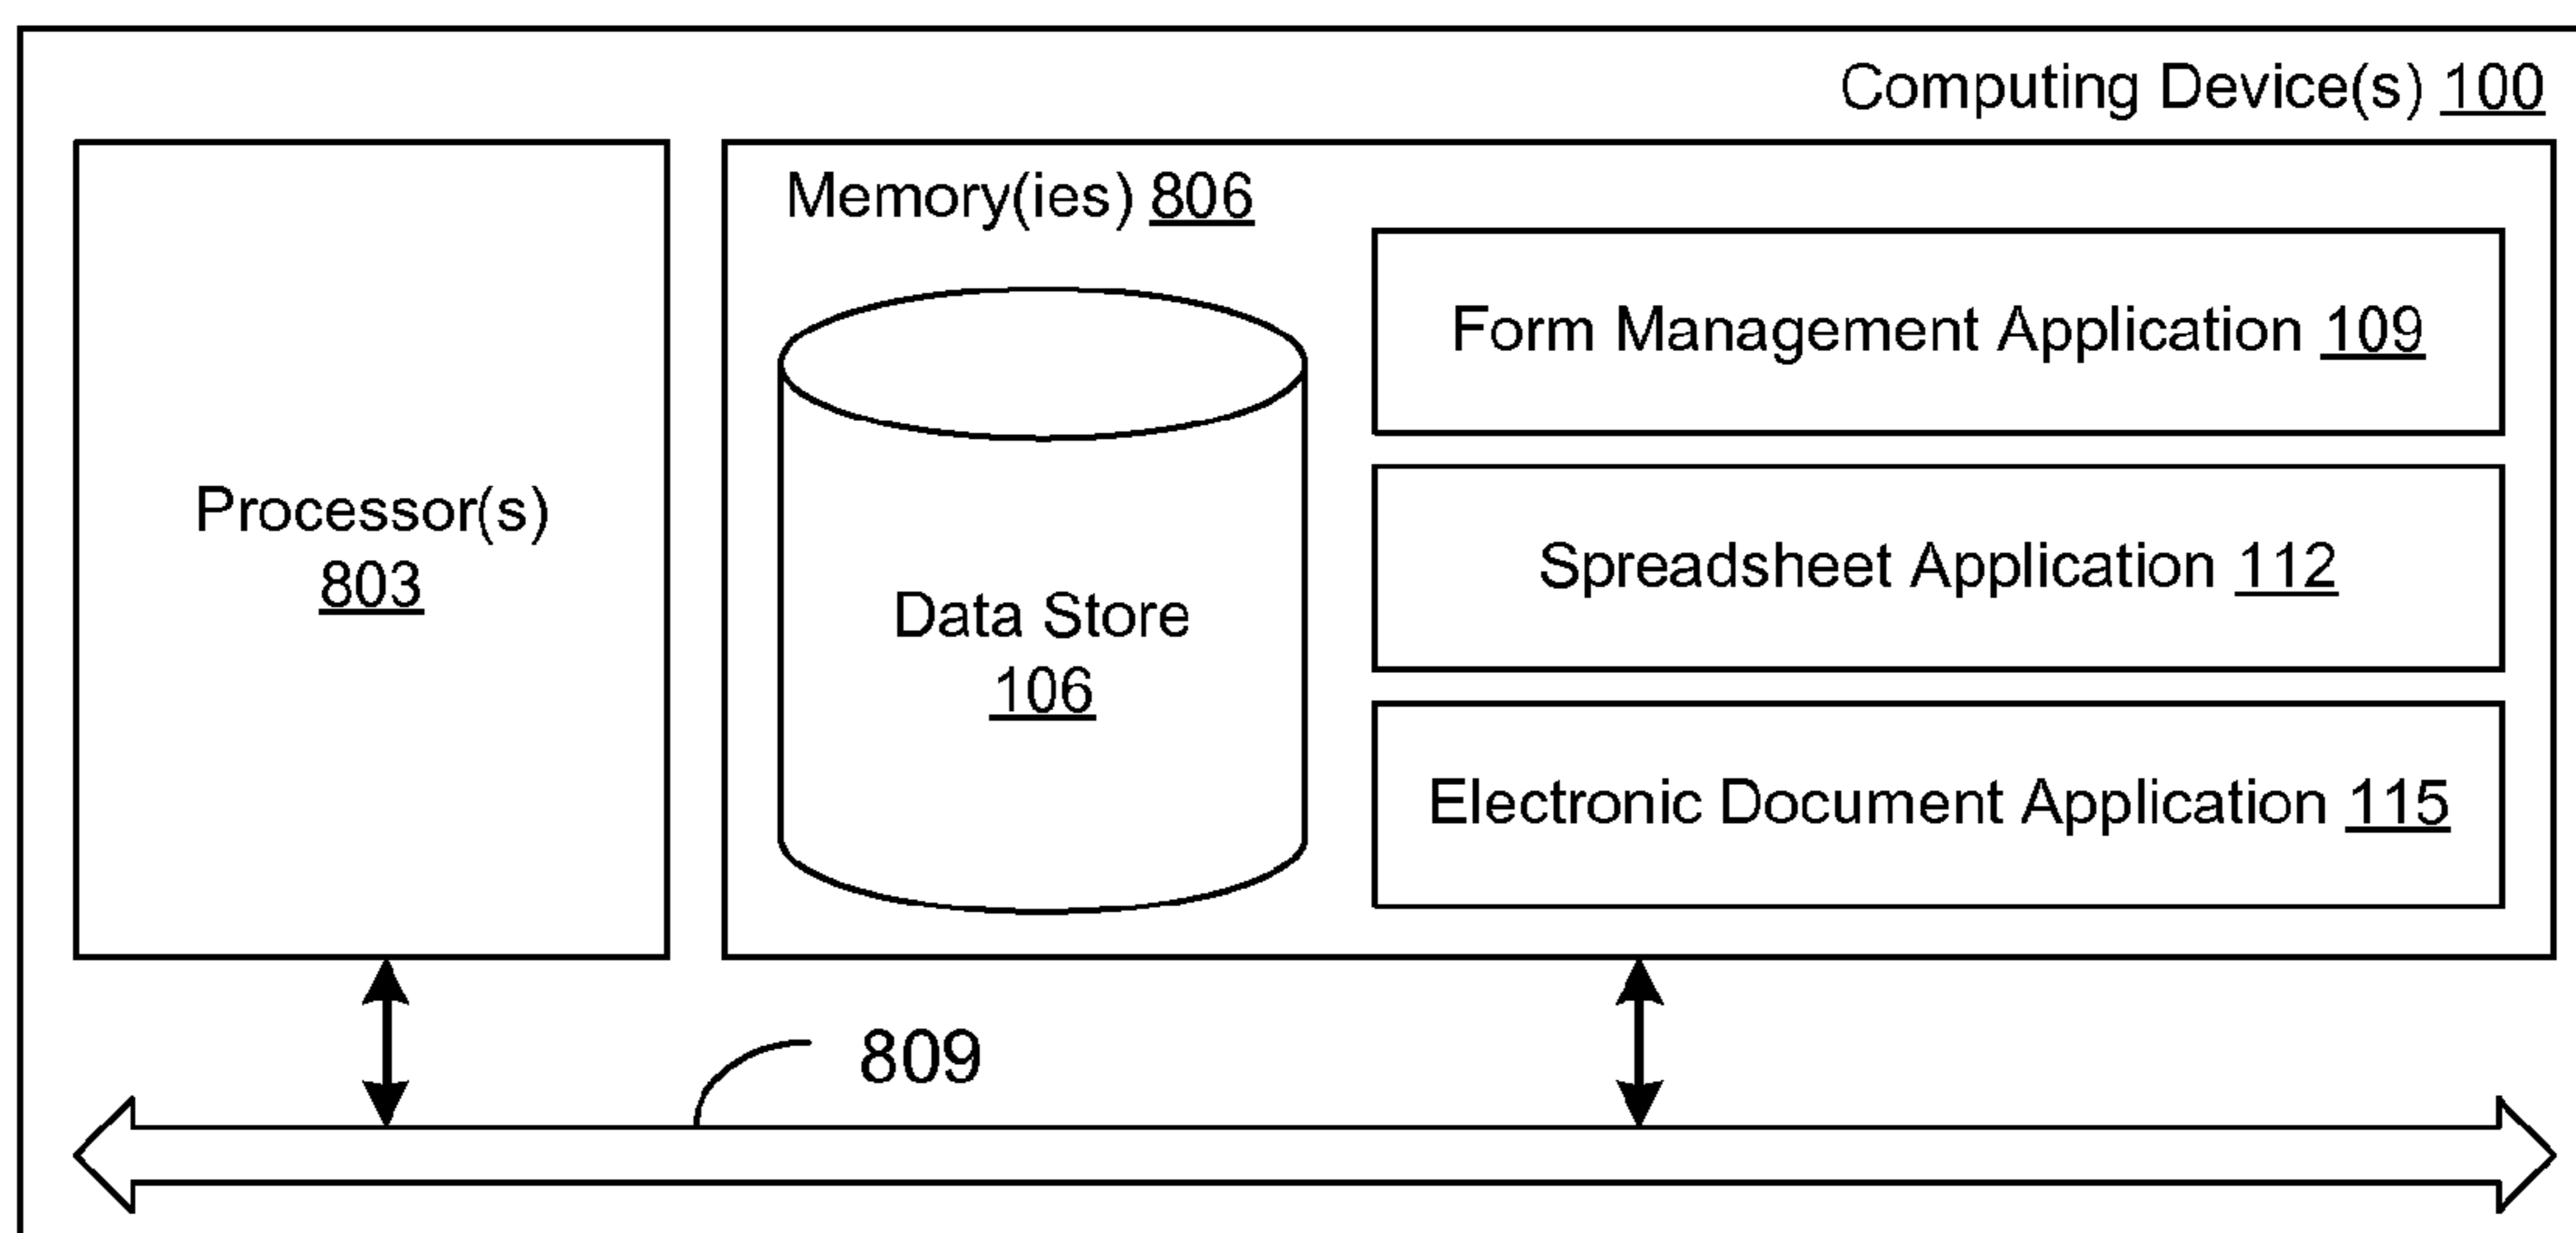 Computing Device(s) 100
Memory(ies) 806
Form Management Application 109
Processor(s)
803
Spreadsheet Application 112
Data Store
106
Electronic Document Application 115
809